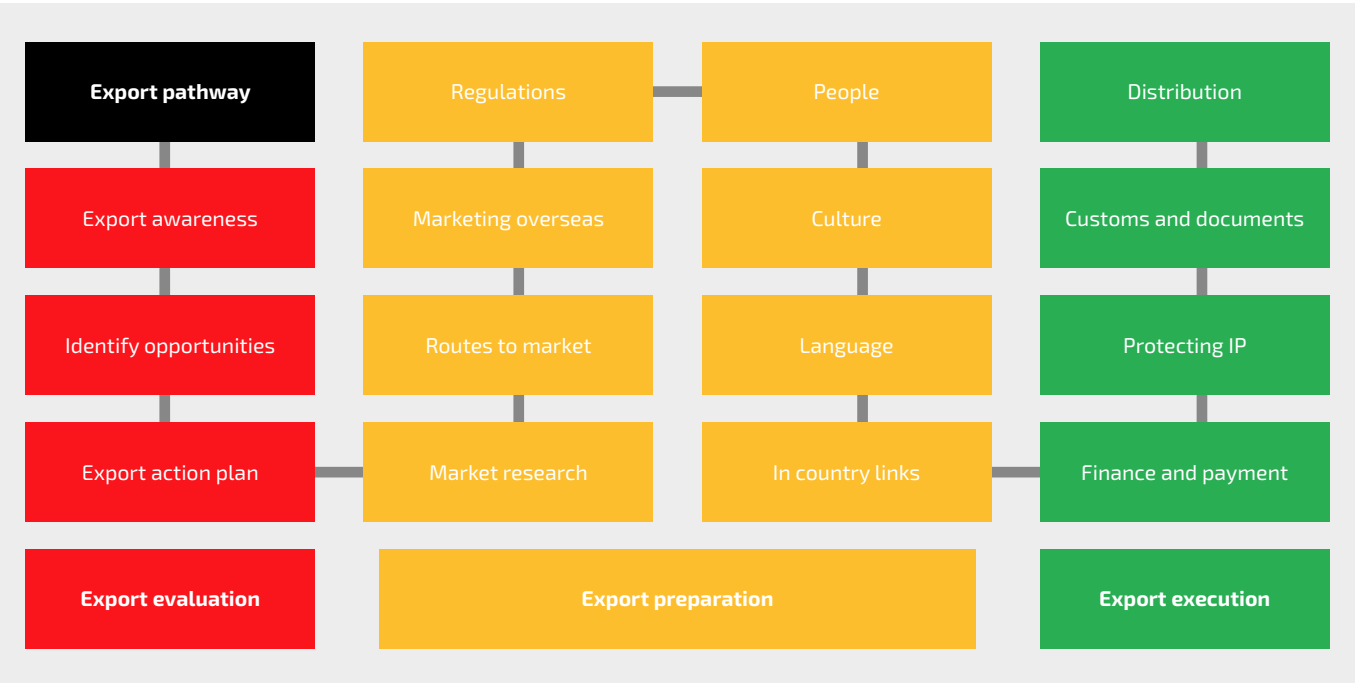 Export pathway
Regulations
People
Distribution
Export awareness
Marketing overseas
Culture
Customs and documents
Identify opportunities
Routes to market
Language
Protecting IP
Export action plan
Market research
In country links
Finance and payment
Export evaluation
Export preparation
Export execution